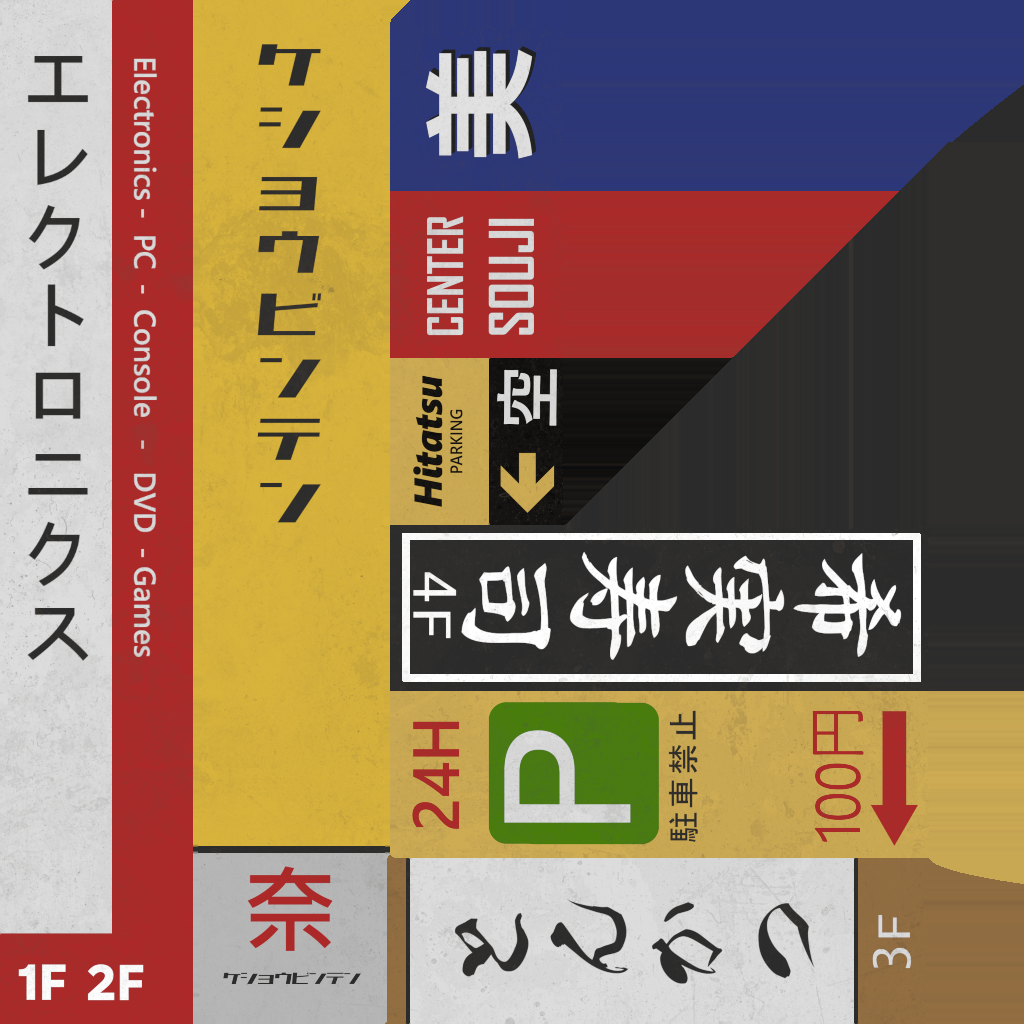 エレクトロニクス
Electronics - PC - Console - DVD - Games
1F 2F
ケショウビンテン
奈
ケショウビンテン
美
CENTER
SOUJI
Hitatsu
PARKING
空
希実寿司
4F
24H
P
駐車禁止
100円
3F